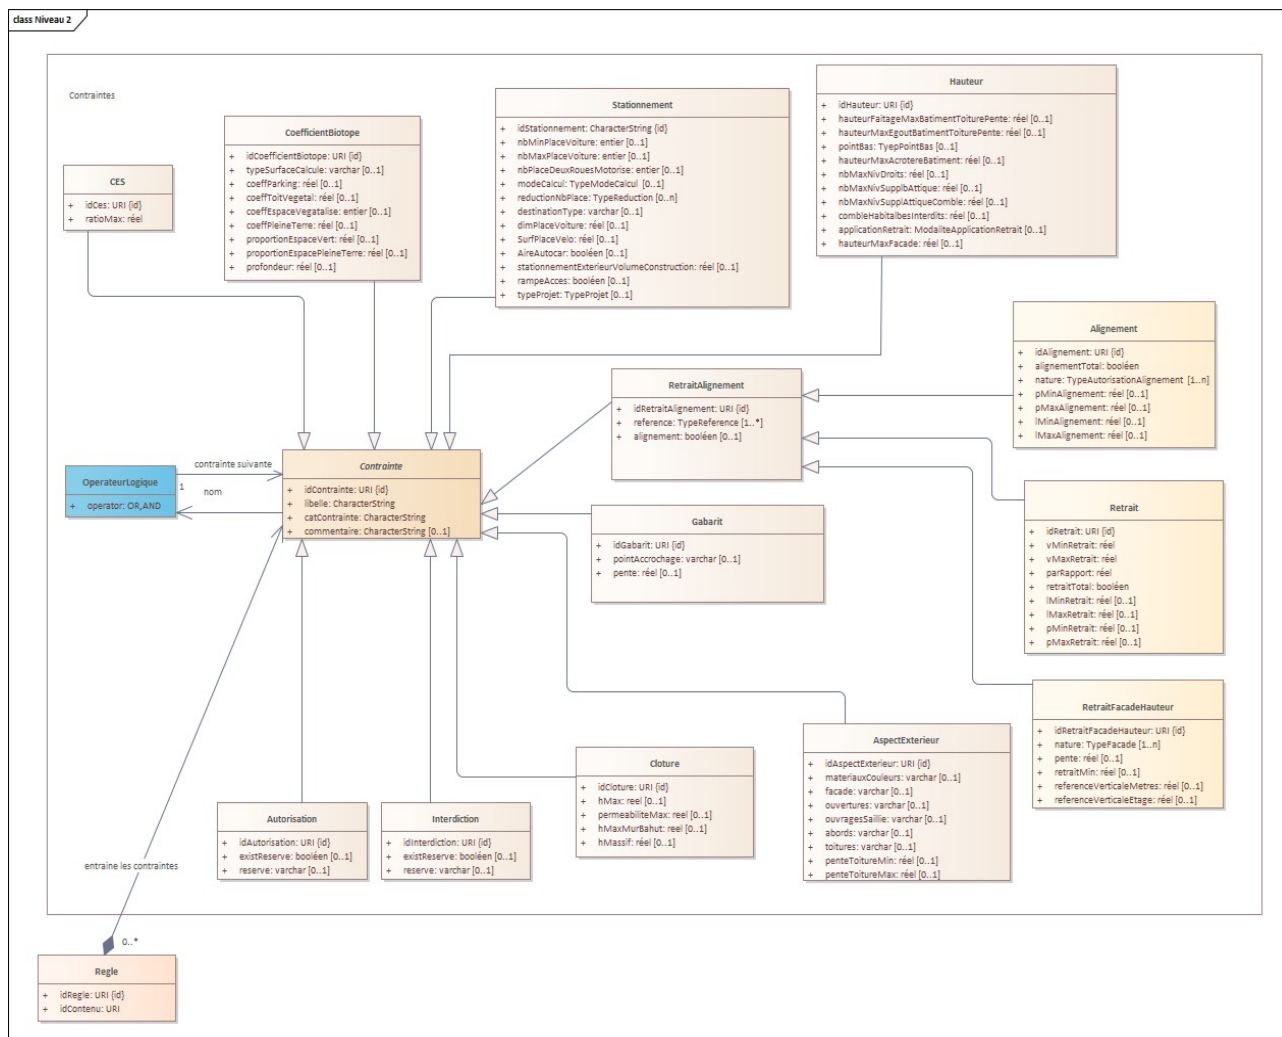 class Niveau 2
Contraintes
CES
+ idCes: URI {id}
+ ratioMax: réel
CoefficientBiotope
+ idCoefficientBiotope: URI {id}
+ typeSurfaceCalcule: varchar [0..1]
+ coeffParking: réel [0..1]
+ coeffToitVegetal: réel [0..1]
+ coeffEspaceVegatalise: entier [0..1]
+ coeffPleineTerre: réel [0..1]
+ proportionEspaceVert: réel [0..1]
+ proportionEspacePleineTerre: réel [0..1]
+ profondeur: réel [0..1]
Stationnement
+ idStationnement: CharacterString {id}
+ nbMinPlaceVoiture: entier [0..1]
+ nbMaxPlaceVoiture: entier [0..1]
+ nbPlaceDeuxRouesMotorise: entier [0..1]
+ modeCalcul: TypeModeCalcul [0..1]
+ reductionNbPlace: TypeReduction [0..n]
+ destinationType: varchar [0..1]
+ dimPlaceVoiture: réel [0..1]
+ SurfPlaceVelo: réel [0..1]
+ AireAutocar: booléen [0..1]
+ stationnementExterieurVolumeConstruction: réel [0..1]
+ rampeAcces: booléen [0..1]
+ typeProjet: TypeProjet [0..1]
Hauteur
+ idHauteur: URI {id}
+ hauteurFaitageMaxBatimentToiturePente: réel [0..1]
+ hauteurMaxEgoutBatimentToiturePente: réel [0..1]
+ pointBas: TyepPointBas [0..1]
+ hauteurMaxAcrotereBatiment: réel [0..1]
+ nbMaxNivDroits: réel [0..1]
+ nbMaxNivSupplbAttique: réel [0..1]
+ nbMaxNivSupplAttiqueComble: réel [0..1]
+ combleHabitalbesInterdits: réel [0..1]
+ applicationRetrait: ModaliteApplicationRetrait [0..1]
+ hauteurMaxFacade: réel [0..1]
Alignement
+ idAlignement: URI {id}
+ alignementTotal: booléen
+ nature: TypeAutorisationAlignement [1..n]
+ pMinAlignement: réel [0..1]
+ pMaxAlignement: réel [0..1]
+ lMinAlignement: réel [0..1]
+ lMaxAlignement: réel [0..1]
RetraitAlignement
+ idRetraitAlignement: URI {id}
+ reference: TypeReference [1..*]
+ alignement: booléen [0..1]
OperateurLogique
+ operator: OR,AND
contrainte suivante
1
nom
Contrainte
+ idContrainte: URI {id}
+ libelle: CharacterString
+ catContrainte: CharacterString
+ commentaire: CharacterString [0..1]
Gabarit
+ idGabarit: URI {id}
+ pointAccrochage: varchar [0..1]
+ pente: réel [0..1]
Retrait
+ idRetrait: URI {id}
+ vMinRetrait: réel
+ vMaxRetrait: réel
+ parRapport: réel
+ retraitTotal: booléen
+ lMinRetrait: réel [0..1]
+ lMaxRetrait: réel [0..1]
+ pMinRetrait: réel [0..1]
+ pMaxRetrait: réel [0..1]
RetraitFacadeHauteur
+ idRetraitFacadeHauteur: URI {id}
+ nature: TypeFacade [1..n]
+ pente: réel [0..1]
+ retraitMin: réel [0..1]
+ referenceVerticaleMetres: réel [0..1]
+ referenceVerticaleEtage: réel [0..1]
AspectExterieur
+ idAspectExterieur: URI {id}
+ materiauxCouleurs: varchar [0..1]
+ facade: varchar [0..1]
+ ouvertures: varchar [0..1]
+ ouvragesSaillie: varchar [0..1]
+ abords: varchar [0..1]
+ toitures: varchar [0..1]
+ penteToitureMin: réel [0..1]
+ penteToitureMax: réel [0..1]
Cloture
+ idCloture: URI {id}
+ hMax: reel [0..1]
+ permeabiliteMax: reel [0..1]
+ hMaxMurBahut: reel [0..1]
+ hMassif: réel [0..1]
Autorisation
+ idAutorisation: URI {id}
+ existReserve: booléen [0..1]
+ reserve: varchar [0..1]
Interdiction
+ idInterdiction: URI {id}
+ existReserve: booléen [0..1]
+ reserve: varchar [0..1]
entraine les contraintes
0..*
Regle
+ idRegle: URI {id}
+ idContenu: URI